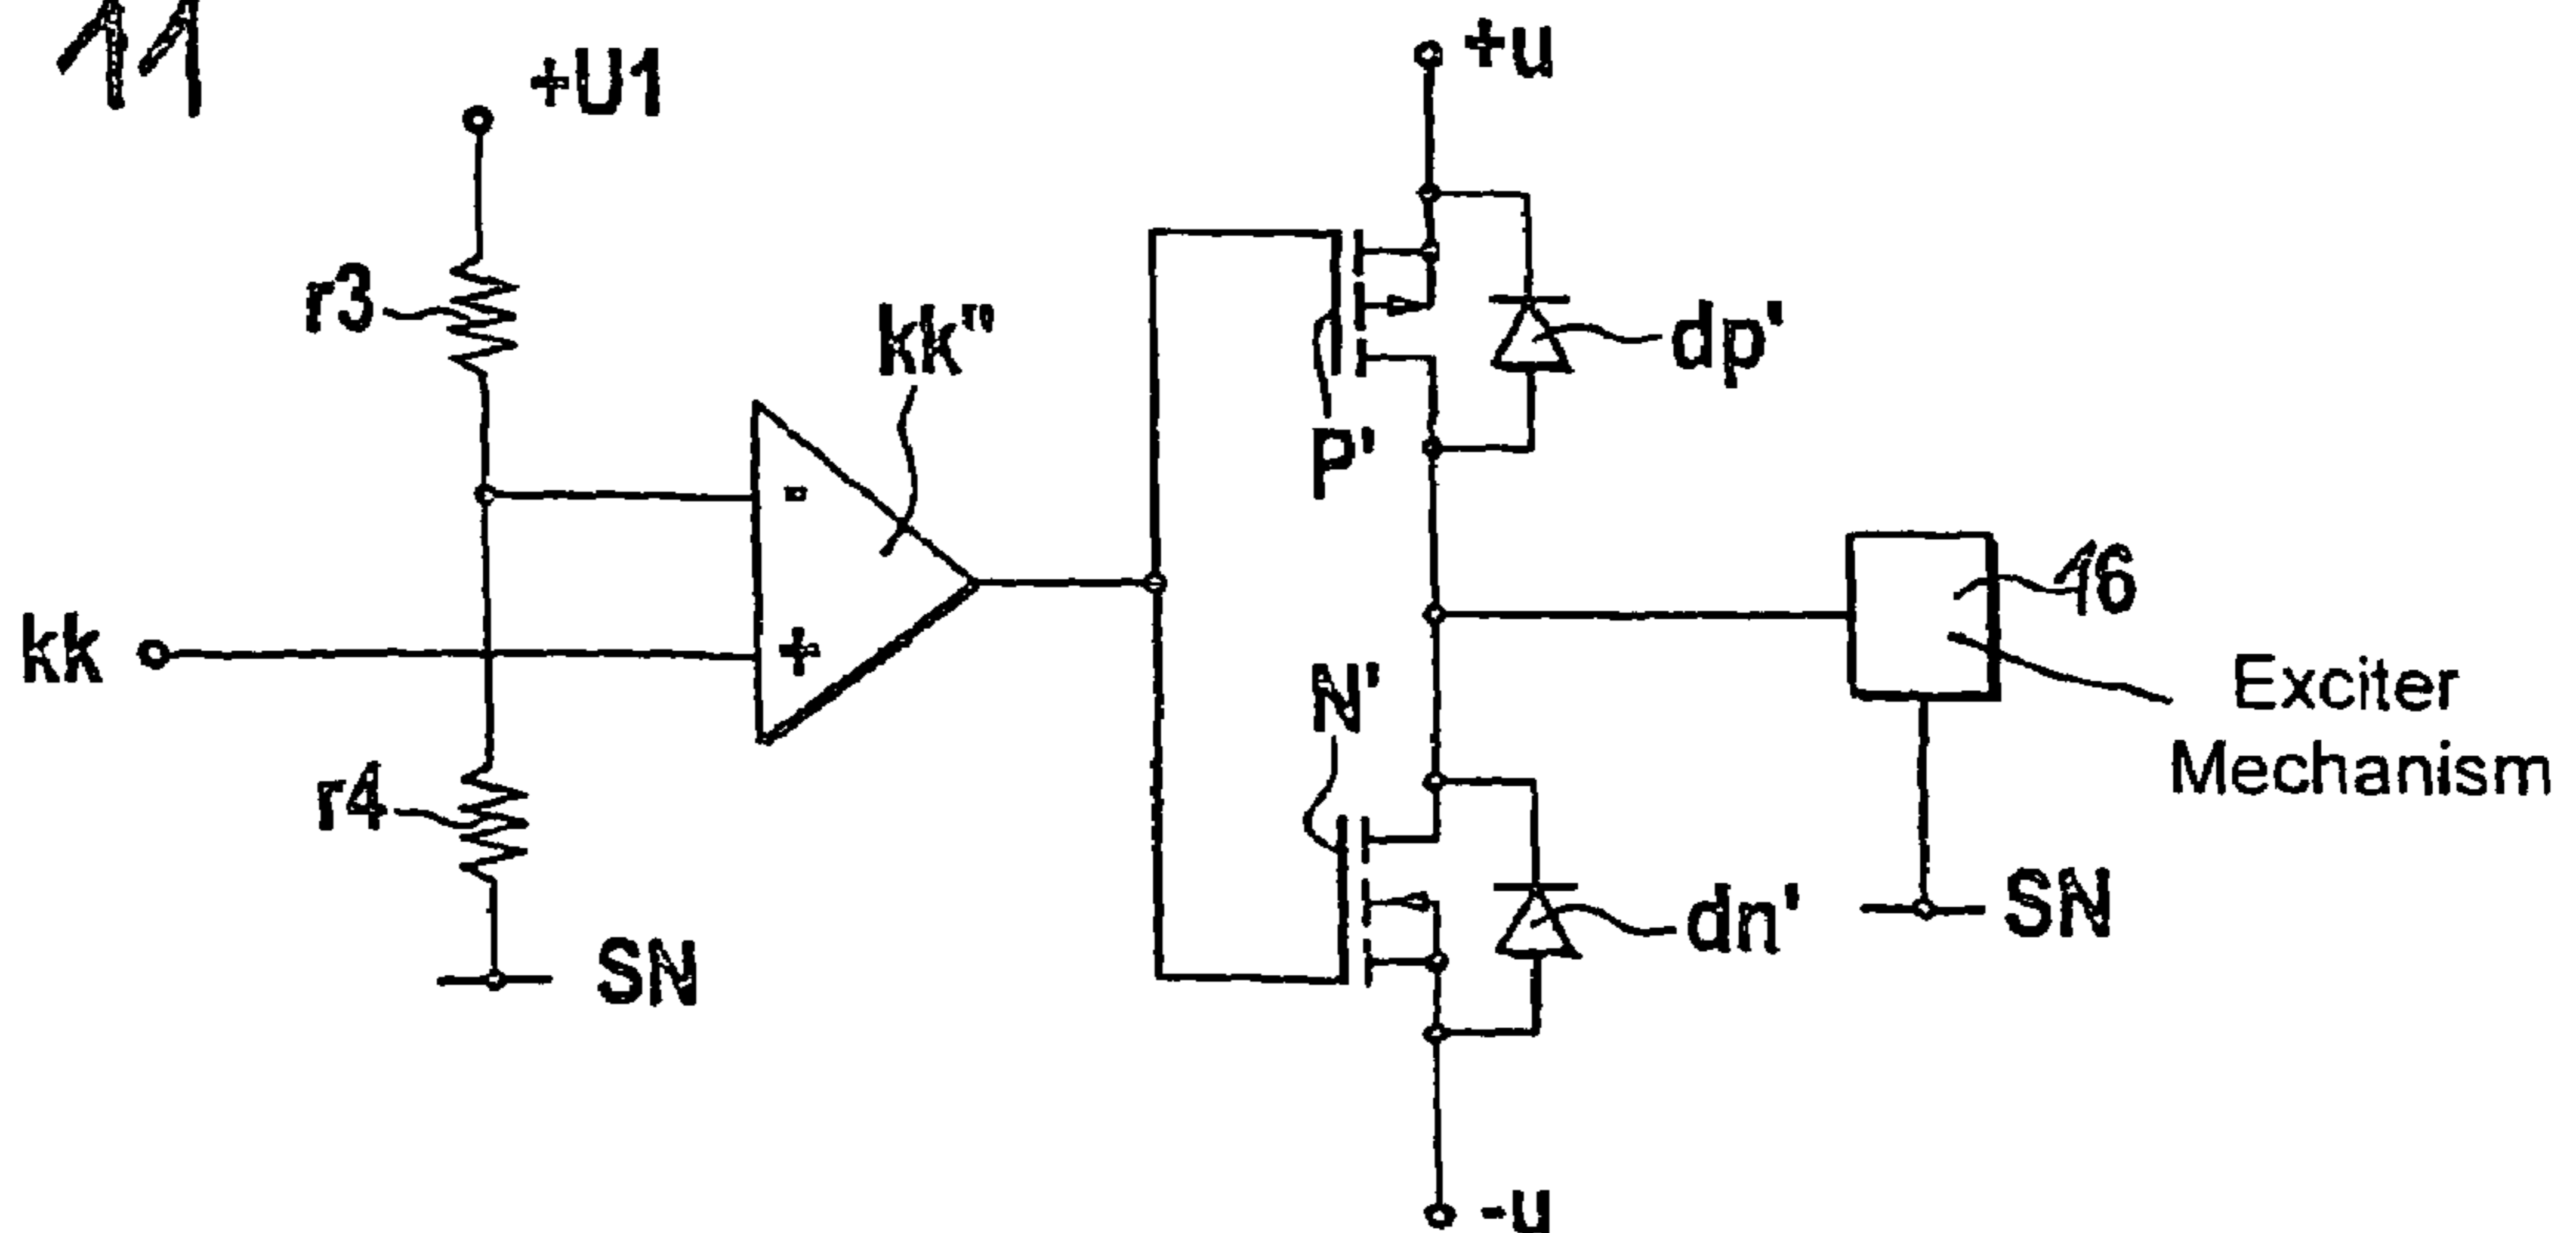 11
+U1
+u
r3
kk"
dp'
P'
-
16
kk
+
N'
Exciter
Mechanism
r4
dn'
SN
SN
-u